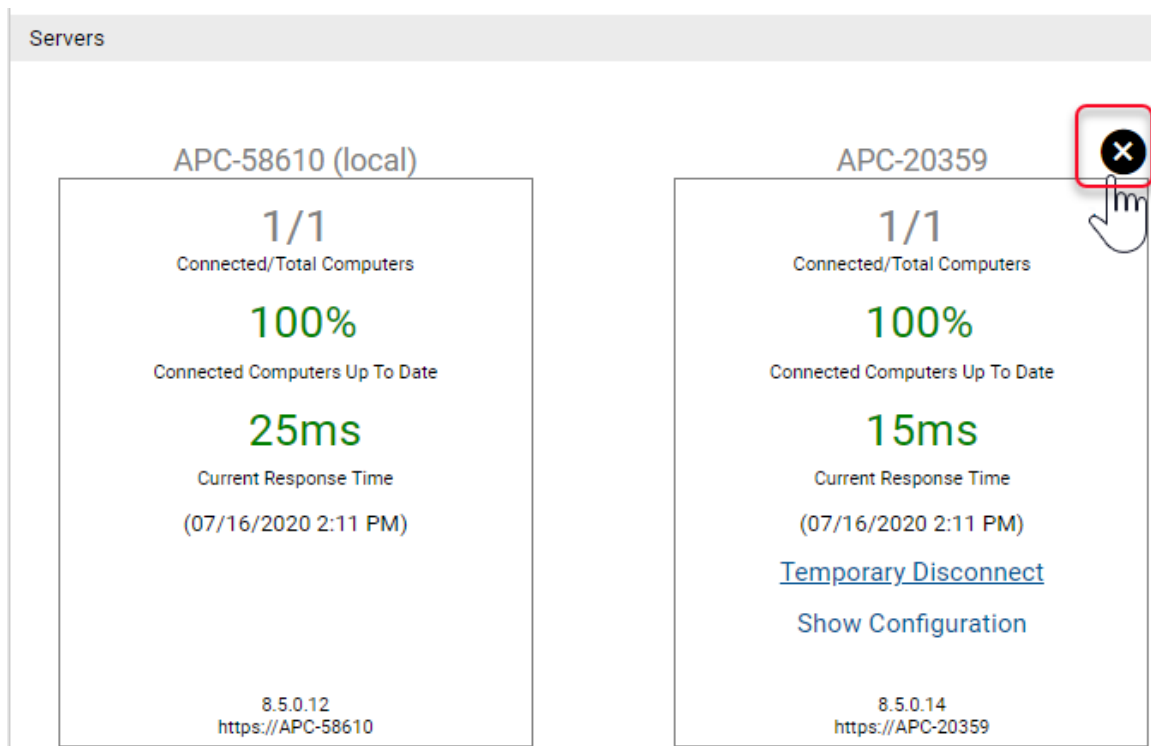 Servers
APC-58610 (local)
1/1
Connected/Total Computers
100%
Connected Computers Up To Date
25ms
Current Response Time
(07/16/2020 2:11 PM)
8.5.0.12
https://APC-58610
APC-20359
1/1
Connected/Total Computers
100%
Connected Computers Up To Date
15ms
Current Response Time
(07/16/2020 2:11 PM)
Temporary Disconnect
Show Configuration
8.5.0.14
https://APC-20359